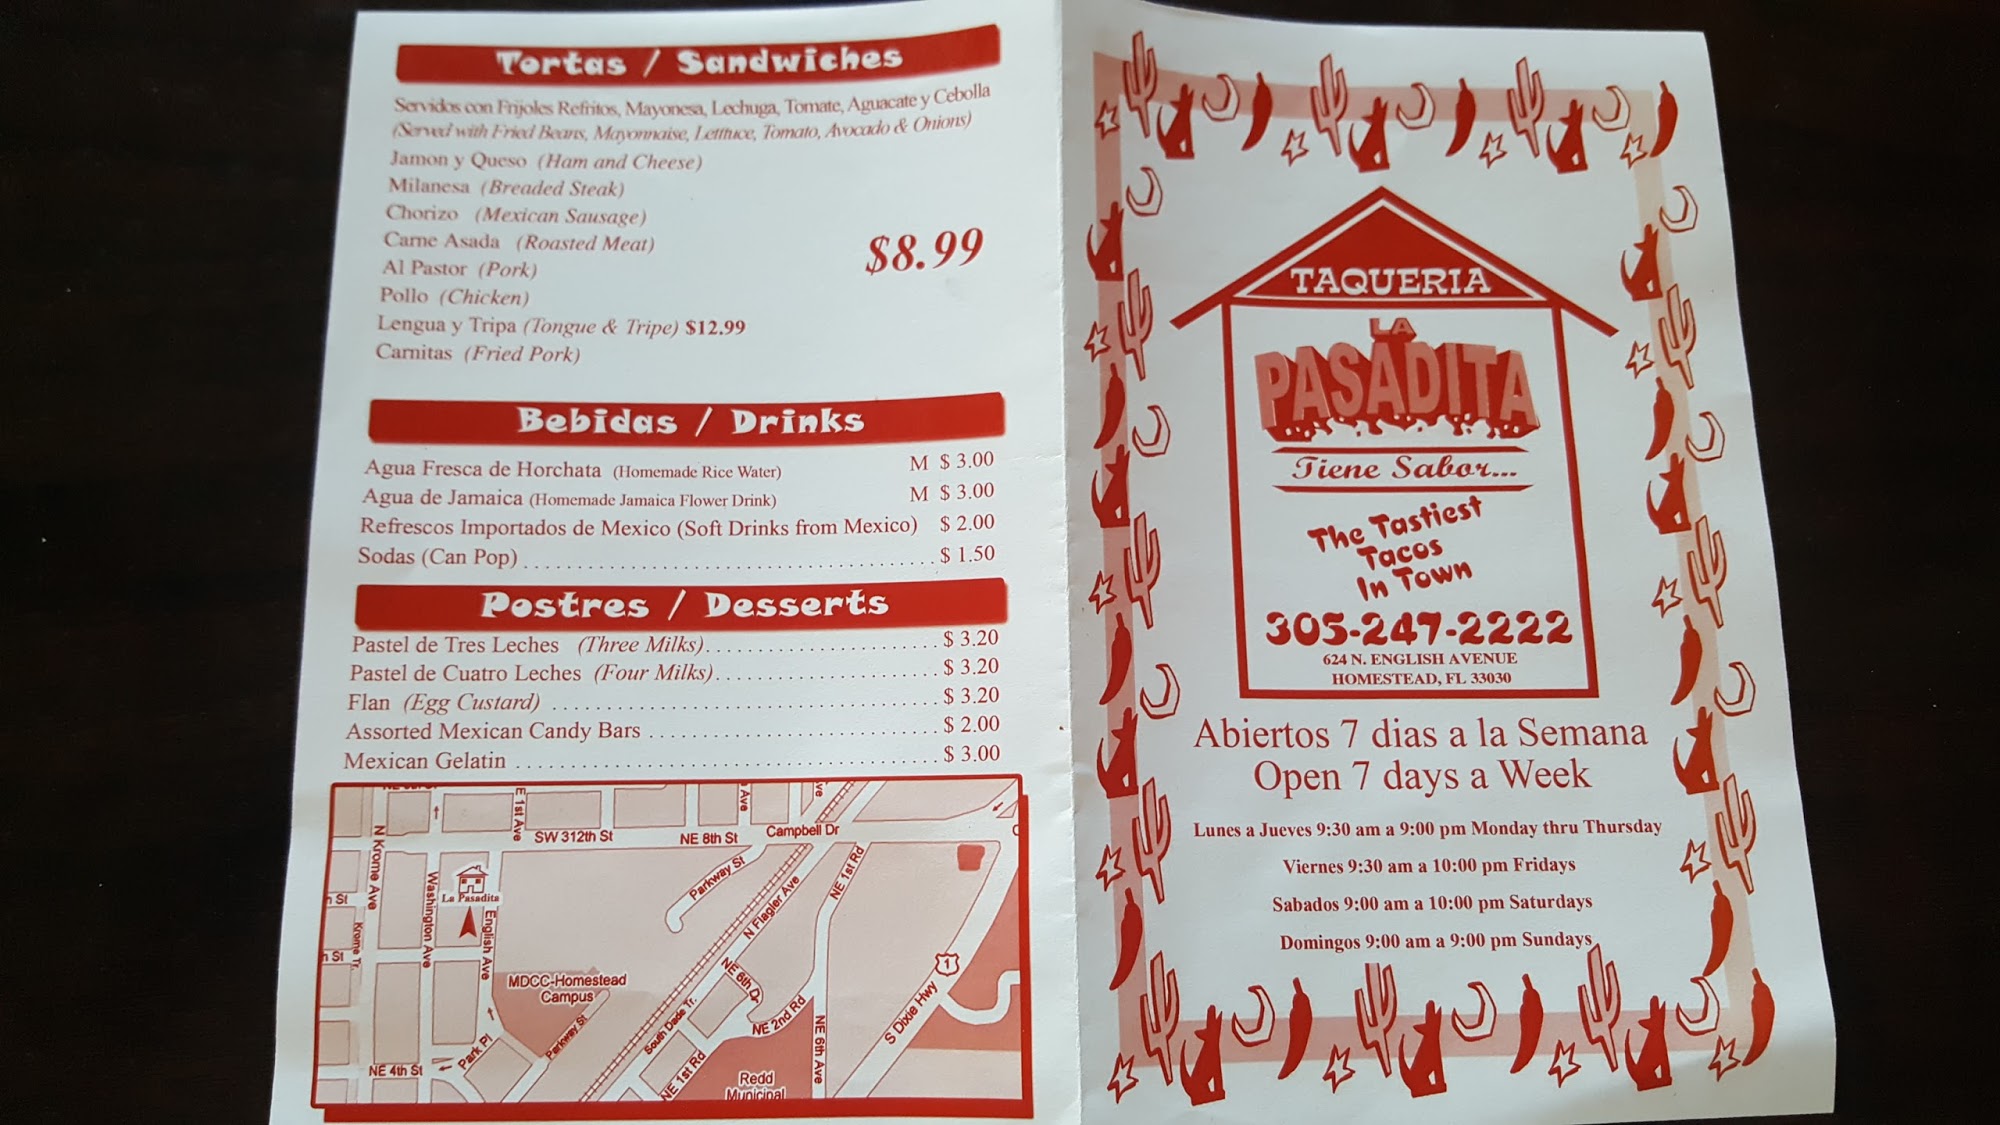 Tortas / Sandwiches
Servidos con Frijoles Refritos, Mayonesa, Lechuga, Tomate, Aguacate y Cebolla
(Served with Fried Beans, Mayonnaise, Letttuce, Tomato, Avocado & Onions)
Jamon y Queso (Ham and Cheese)
Milanesa (Breaded Steak)
Chorizo (Mexican Sausage)
Carne Asada (Roasted Meat)
$8.99
Al Pastor (Pork)
Pollo (Chicken)
Lengua y Tripa (Tongue & Tripe) $12.99
Carnitas (Fried Pork)
Bebidas / Drinks
Agua Fresca de Horchata (Homemade Rice Water) M $ 3.00
Agua de Jamaica (Homemade Jamaica Flower Drink) M $ 3.00
Refrescos Importados de Mexico (Soft Drinks from Mexico) $ 2.00
Sodas (Can Pop) $ 1.50
Postres / Desserts
Pastel de Tres Leches (Three Milks) $ 3.20
Pastel de Cuatro Leches (Four Milks) $ 3.20
Flan (Egg Custard) $ 3.20
Assorted Mexican Candy Bars $ 2.00
Mexican Gelatin $ 3.00
N Krome Ave
E 1st Ave
SW 312th St
NE 8th St
Campbell Dr
Ave
Parkway St
NE 1st Rd
N Flagler Ave
La Pasadita
Washington Ave
English Ave
Krome Tr.
h St
h St
MDCC-Homestead
Campus
Parkway St
South Dade Tr.
NE 6th Dr
NE 2nd Rd
NE 6th Ave
S Dixie Hwy
1
Park Pl
NE 4th St
NE 1st Rd
Redd
Municipal
TAQUERIA
LA
PASADITA
Tiene Sabor...
The Tastiest
Tacos
In Town
305-247-2222
624 N. ENGLISH AVENUE
HOMESTEAD, FL 33030
Abiertos 7 dias a la Semana
Open 7 days a Week
Lunes a Jueves 9:30 am a 9:00 pm Monday thru Thursday
Viernes 9:30 am a 10:00 pm Fridays
Sabados 9:00 am a 10:00 pm Saturdays
Domingos 9:00 am a 9:00 pm Sundays